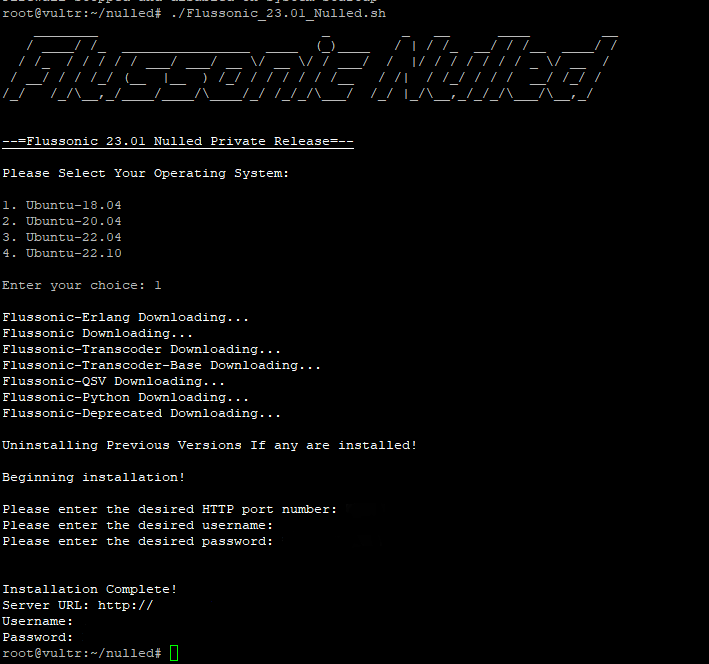 root@vultr:~/nulled# ./Flussonic_23.01_Nulled.sh
Flussonic Nulled
--=Flussonic 23.01 Nulled Private Release=--
Please Select Your Operating System:
1. Ubuntu-18.04
2. Ubuntu-20.04
3. Ubuntu-22.04
4. Ubuntu-22.10
Enter your choice: 1
Flussonic-Erlang Downloading...
Flussonic Downloading...
Flussonic-Transcoder Downloading...
Flussonic-Transcoder-Base Downloading...
Flussonic-QSV Downloading...
Flussonic-Python Downloading...
Flussonic-Deprecated Downloading...
Uninstalling Previous Versions If any are installed!
Beginning installation!
Please enter the desired HTTP port number:
Please enter the desired username:
Please enter the desired password:
Installation Complete!
Server URL: http://
Username:
Password:
root@vultr:~/nulled#